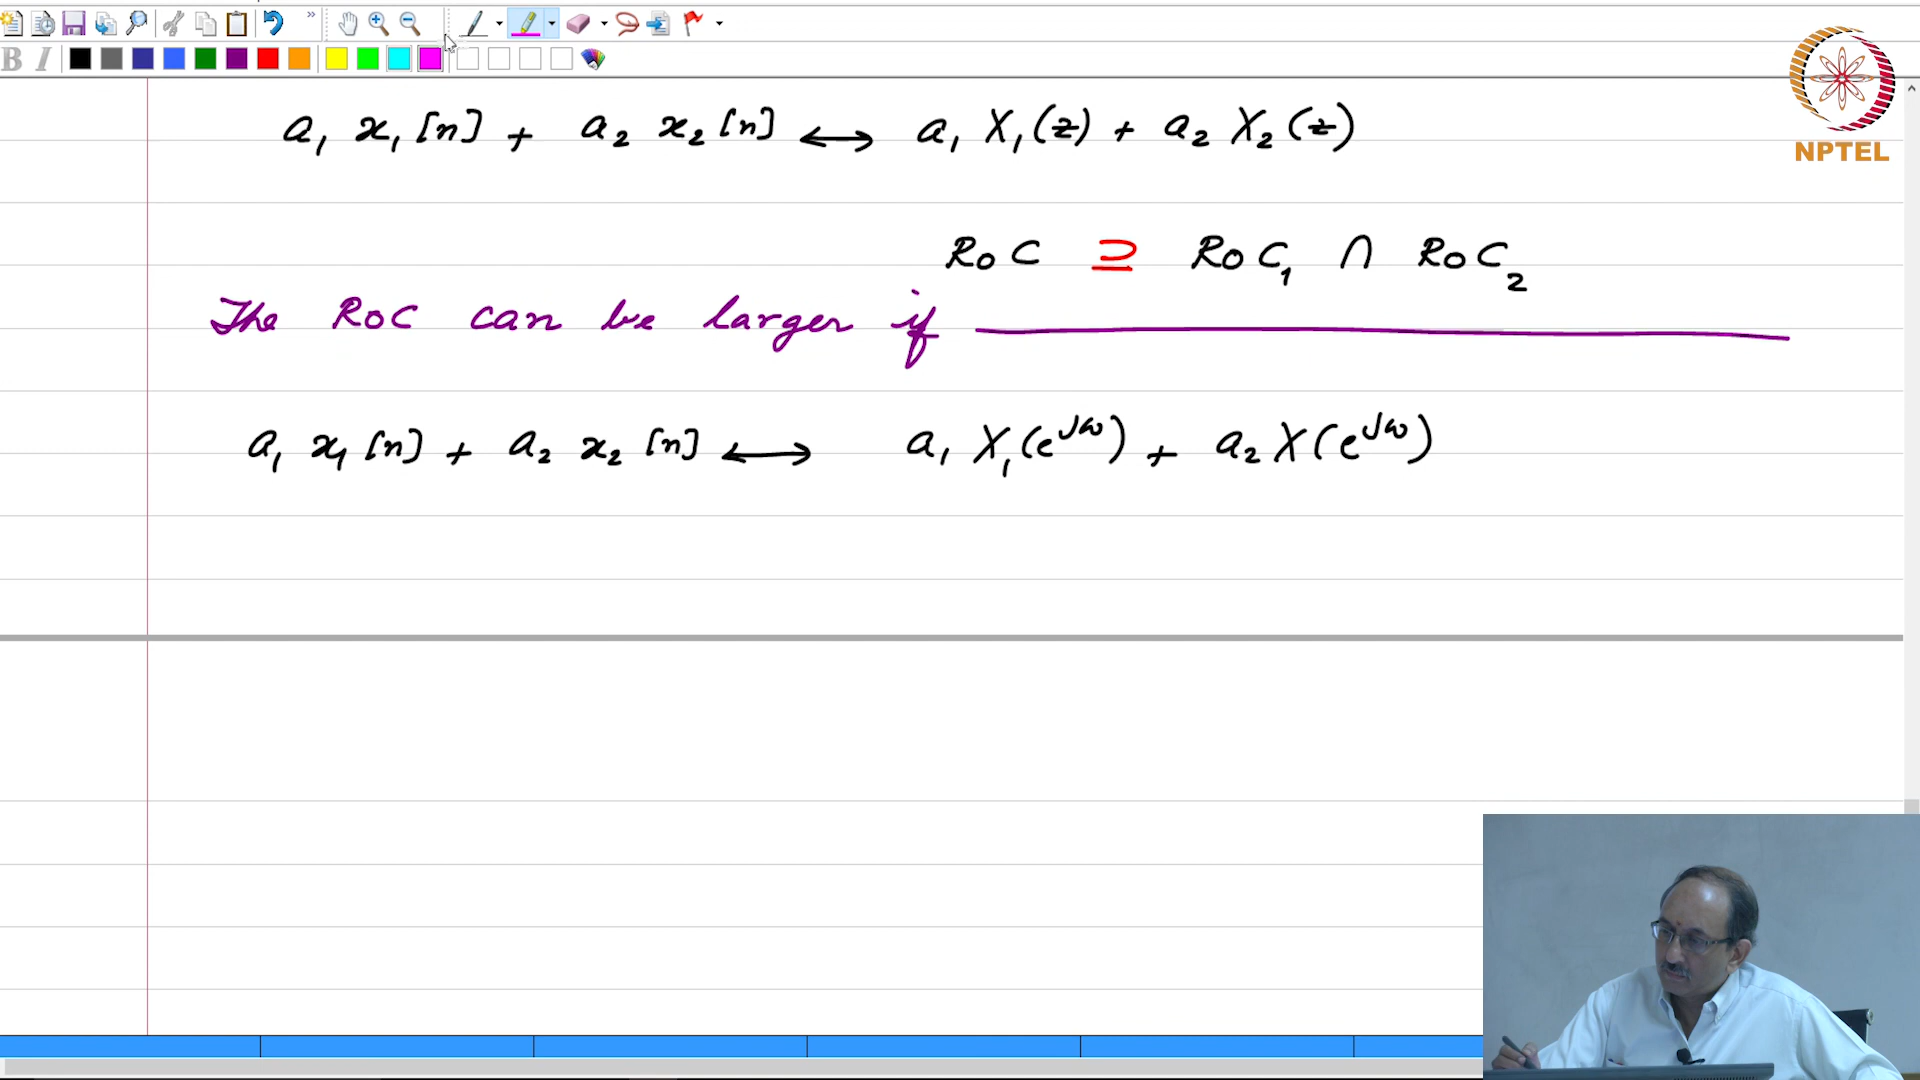 B I
NPTEL
a₁ x₁[n] + a₂ x₂[n] ⟷ a₁ X₁(z) + a₂ X₂(z)
RoC ⊇ RoC₁ ∩ RoC₂
The RoC can be larger if ________
a₁ x₁[n] + a₂ x₂[n] ⟷ a₁ X₁(e^{jω}) + a₂ X(e^{jω})